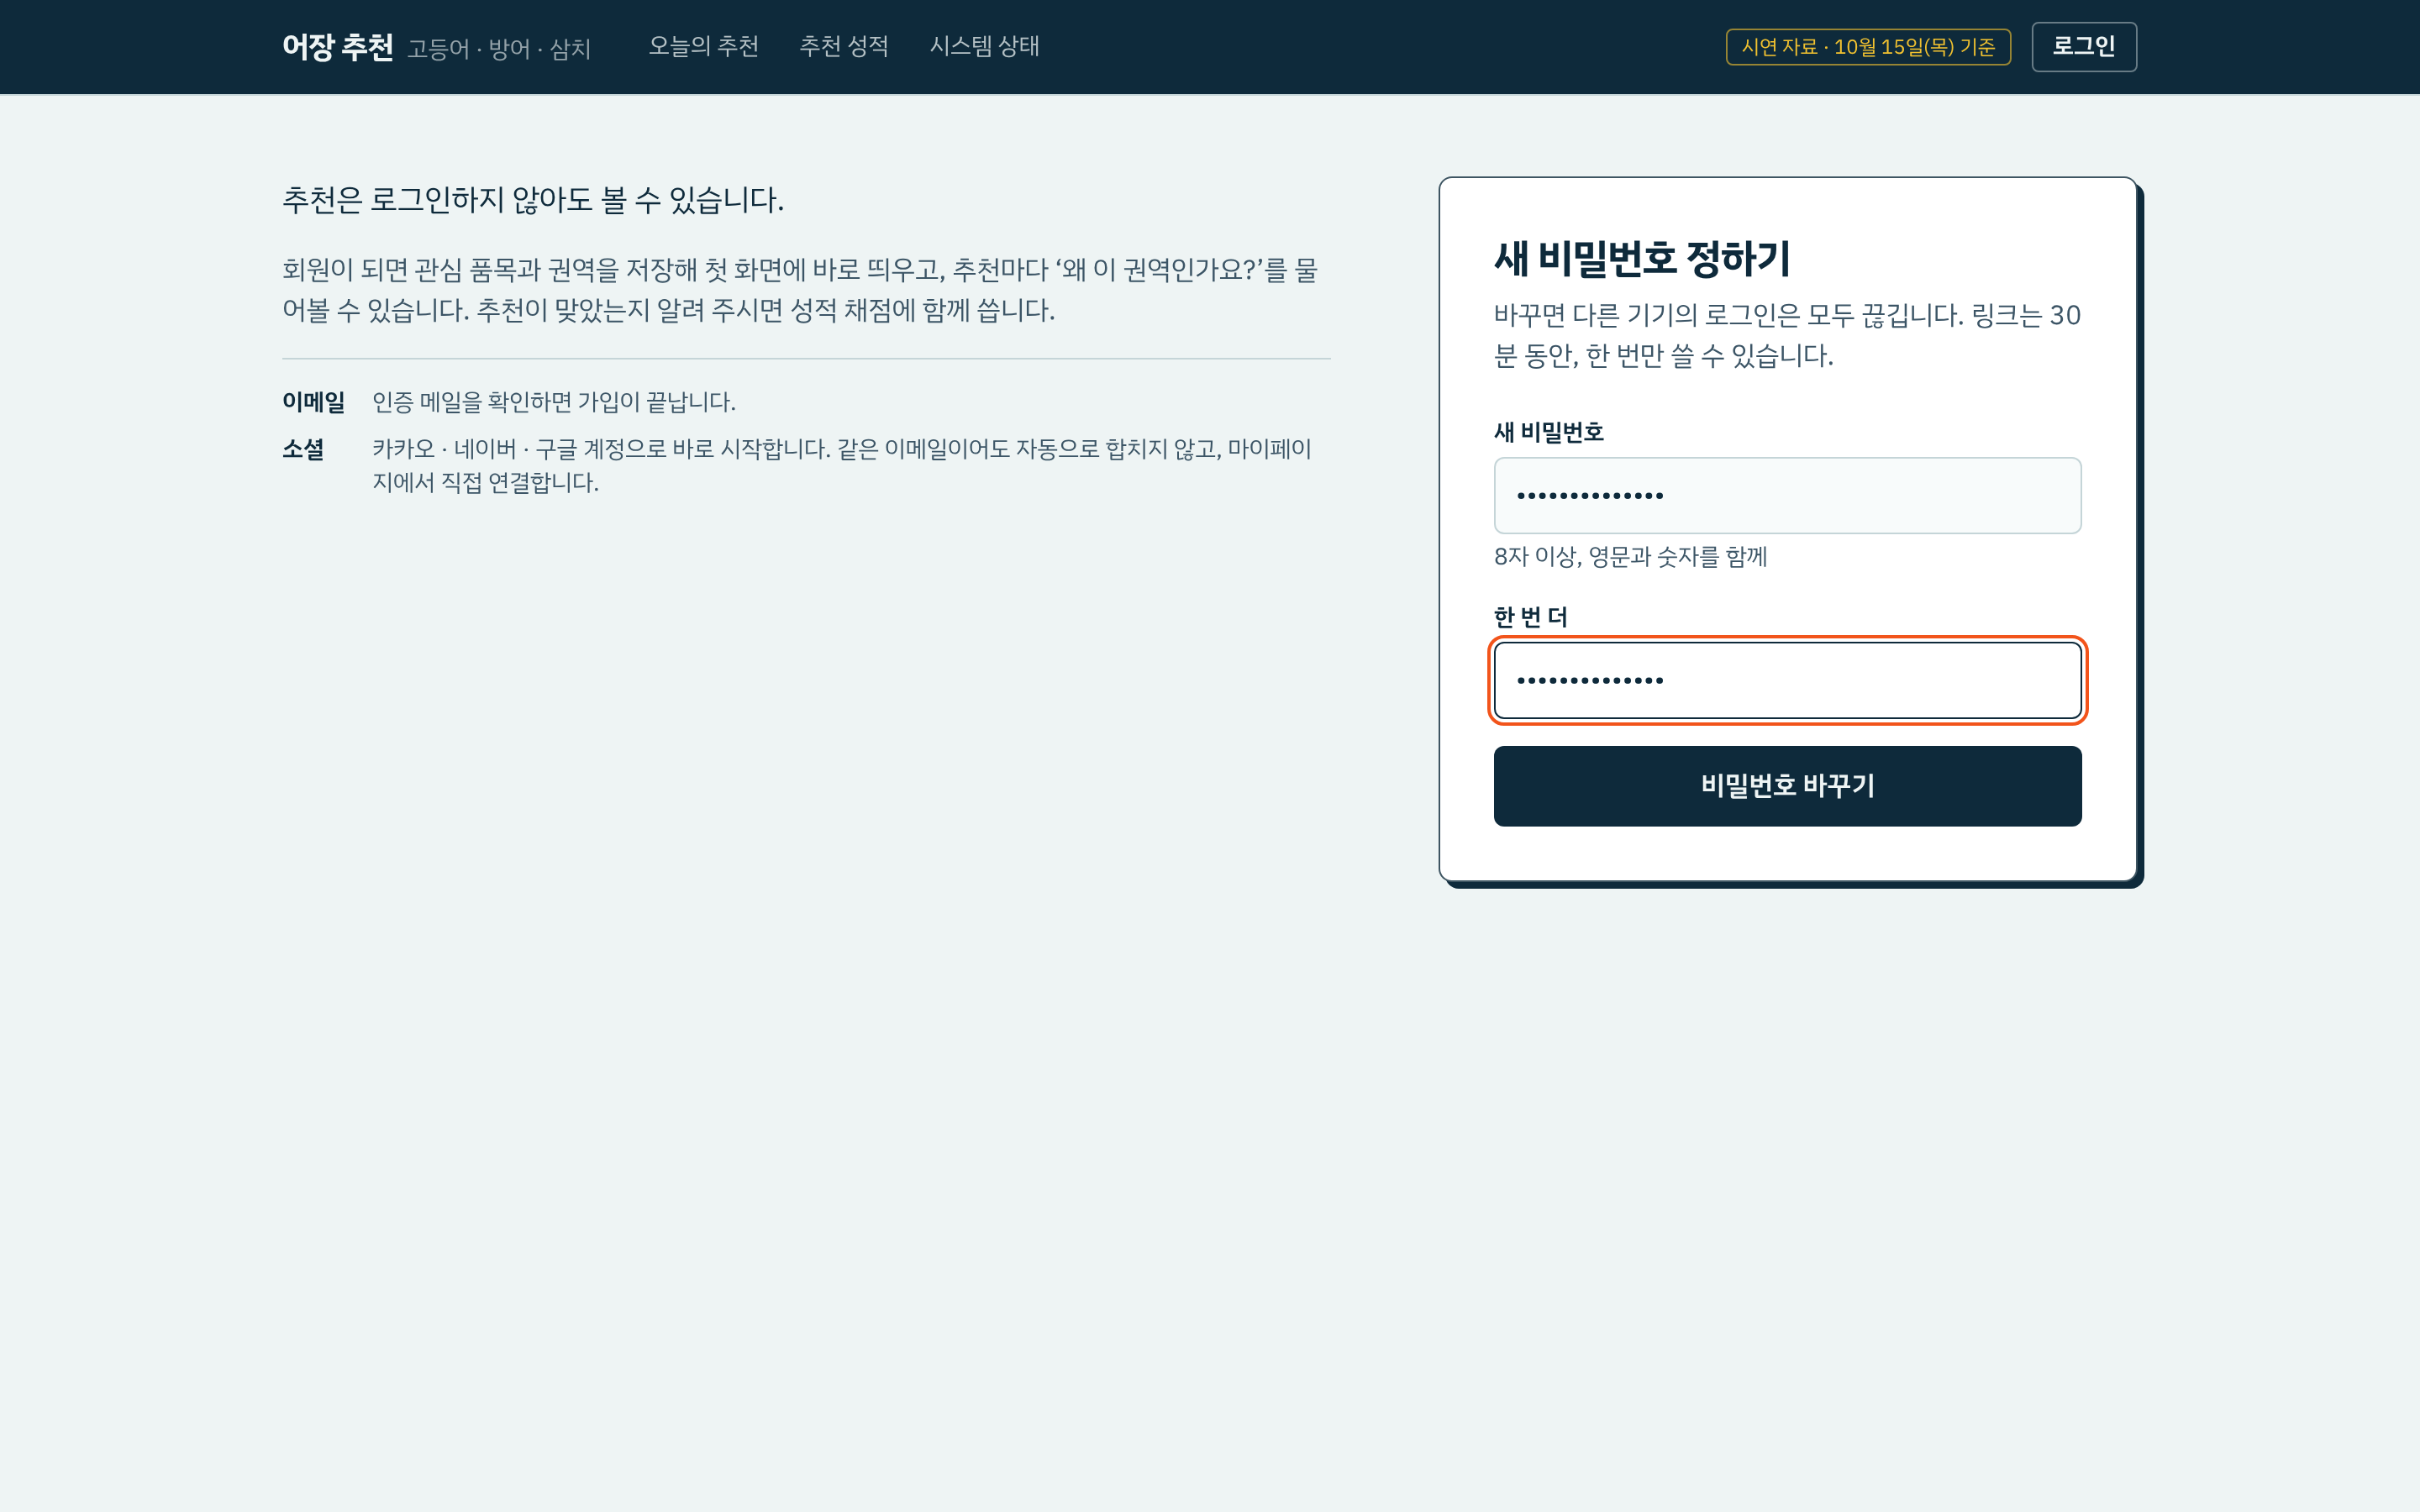 어장 추천 고등어 · 방어 · 삼치 오늘의 추천 추천 성적 시스템 상태 시연 자료 · 10월 15일(목) 기준 로그인
추천은 로그인하지 않아도 볼 수 있습니다.
회원이 되면 관심 품목과 권역을 저장해 첫 화면에 바로 띄우고, 추천마다 ‘왜 이 권역인가요?’를 물
어볼 수 있습니다. 추천이 맞았는지 알려 주시면 성적 채점에 함께 씁니다.
이메일 인증 메일을 확인하면 가입이 끝납니다.
소셜 카카오 · 네이버 · 구글 계정으로 바로 시작합니다. 같은 이메일이어도 자동으로 합치지 않고, 마이페이
지에서 직접 연결합니다.
새 비밀번호 정하기
바꾸면 다른 기기의 로그인은 모두 끊깁니다. 링크는 30
분 동안, 한 번만 쓸 수 있습니다.
새 비밀번호
••••••••••••••
8자 이상, 영문과 숫자를 함께
한 번 더
••••••••••••••
비밀번호 바꾸기